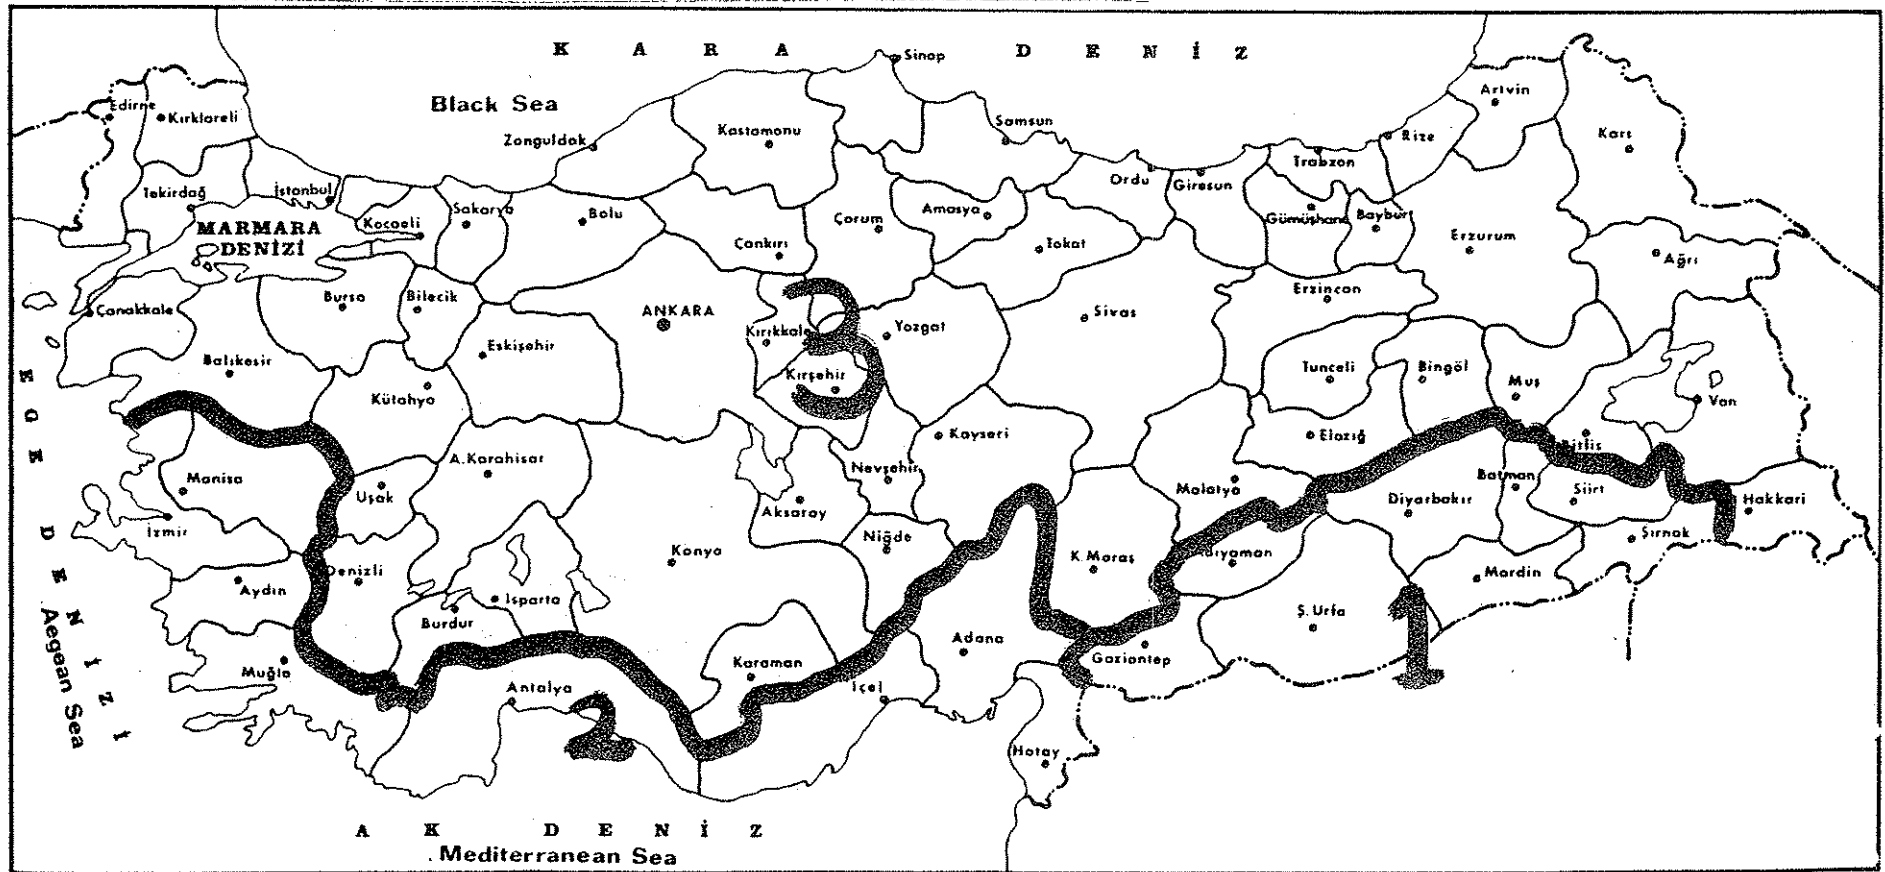 K A R A D E N İ Z
Black Sea
Sinop
Edirne
Kırklareli
Zonguldak
Kastamonu
Samsun
Artvin
Rize
Kars
Trabzon
Ordu
Giresun
Tekirdağ
İstanbul
Kocaeli
Sakarya
Bolu
Çorum
Amasya
Gümüşhane
Bayburt
MARMARA
DENİZİ
Çankırı
Tokat
Erzurum
Ağrı
Çanakkale
Bursa
Bilecik
ANKARA
Kırıkkale
Yozgat
Sivas
Erzincan
3
Eskişehir
Balıkesir
Kütahya
Kırşehir
Tunceli
Bingöl
Muş
Van
Kayseri
Elazığ
Bitlis
E G E D E N İ Z İ
Aegean Sea
Manisa
Uşak
A.Karahisar
Nevşehir
Aksaray
Malatya
Diyarbakır
Batman
Siirt
Hakkari
İzmir
Konya
Niğde
K.Maraş
Adıyaman
Şırnak
Mardin
Aydın
Denizli
Isparta
Burdur
Ş.Urfa
1
Muğla
Antalya
2
Karaman
İçel
Adana
Gaziantep
Hatay
A K D E N İ Z
Mediterranean Sea